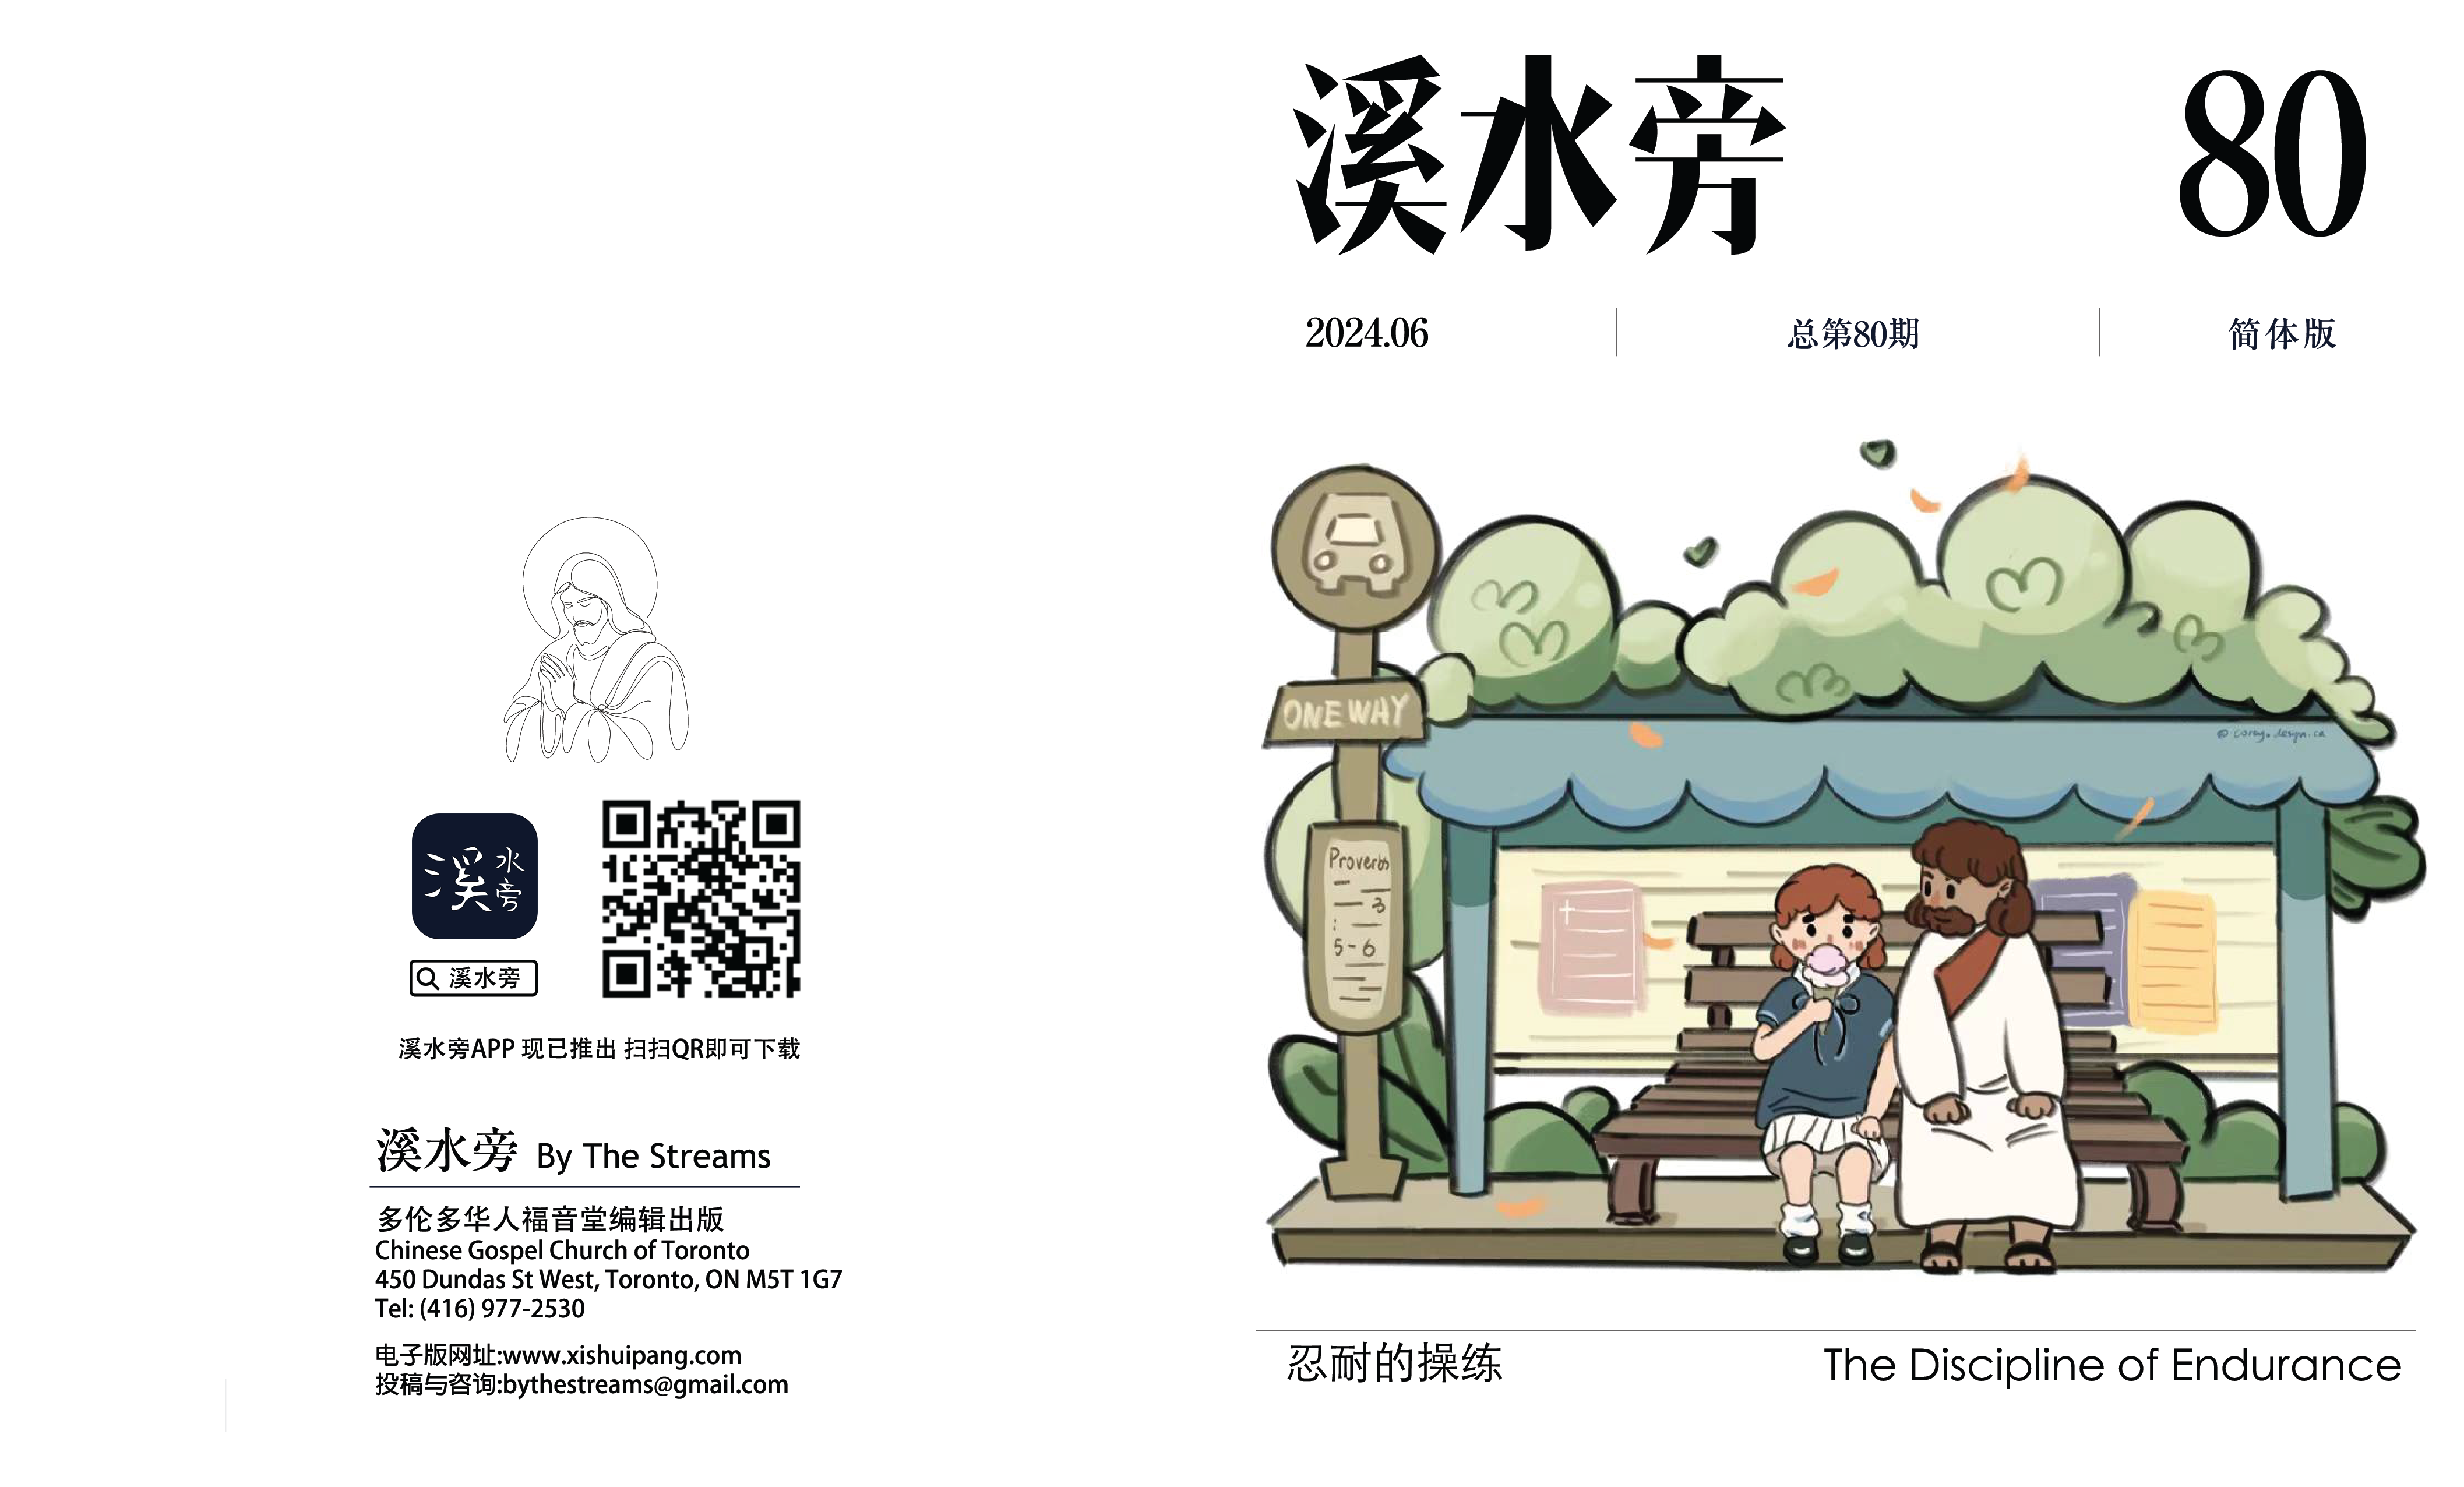 溪水旁
80
2024.06
总第80期
简体版
ONE WAY
© corey.design.ca
Proverbs
3
:
5-6
忍耐的操练
The Discipline of Endurance
溪水旁
溪水旁
溪水旁APP 现已推出 扫扫QR即可下载
溪水旁 By The Streams
多伦多华人福音堂编辑出版
Chinese Gospel Church of Toronto
450 Dundas St West, Toronto, ON M5T 1G7
Tel: (416) 977-2530
电子版网址:www.xishuipang.com
投稿与咨询:bythestreams@gmail.com